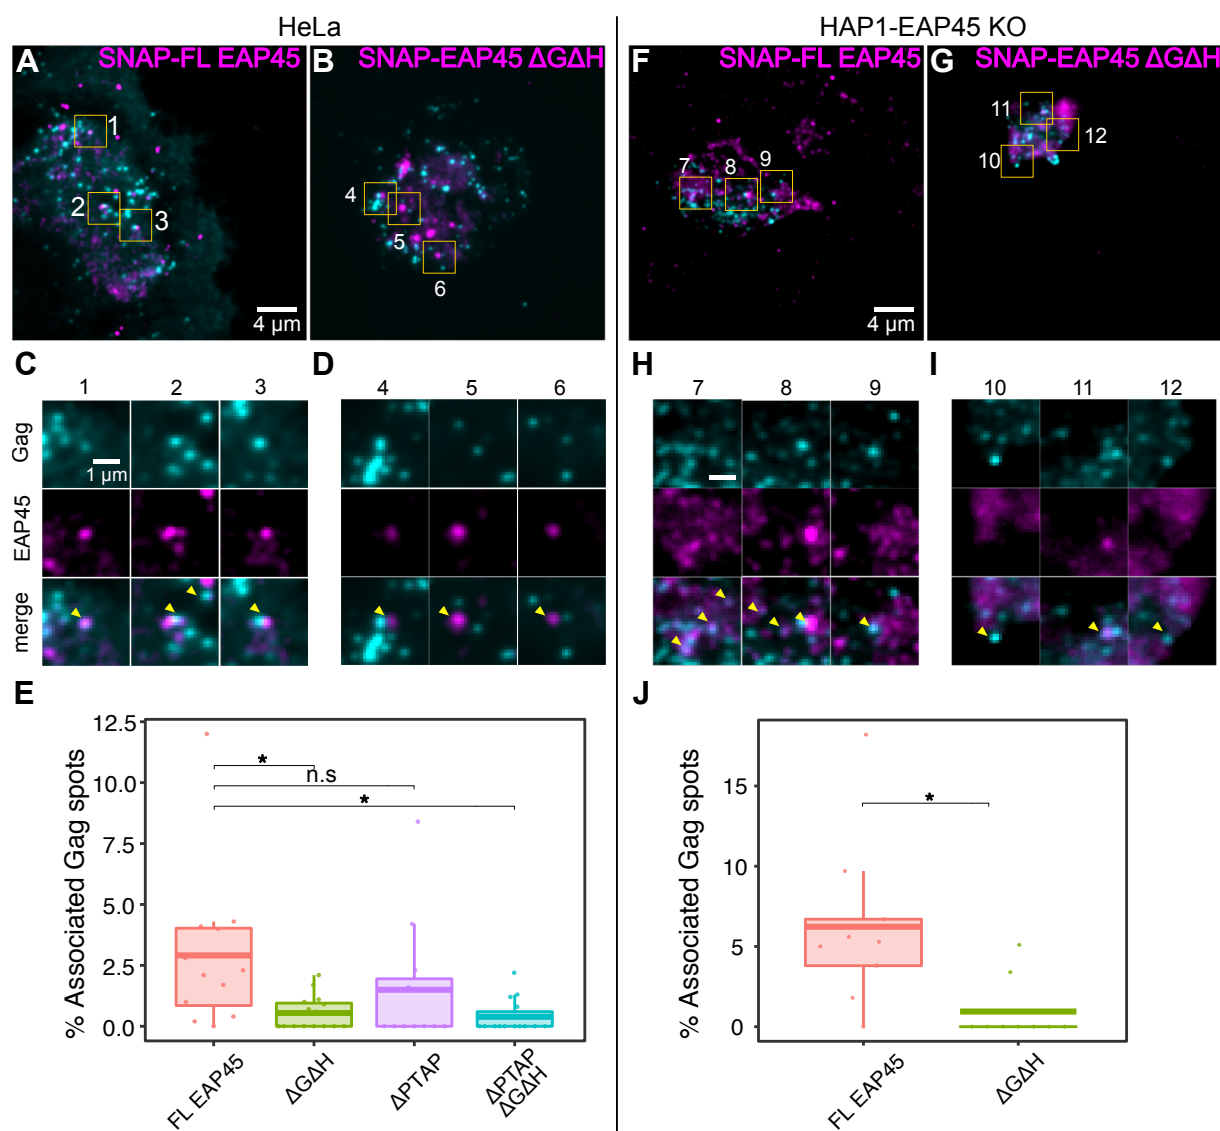 HeLa
HAP1-EAP45 KO
A SNAP-FL EAP45
B SNAP-EAP45 ΔGΔH
F SNAP-FL EAP45
G SNAP-EAP45 ΔGΔH
1
2
3
4 µm
4
5
6
7
8
9
4 µm
11
12
10
C
1 2 3
D
4 5 6
H
7 8 9
I
10 11 12
Gag
1 µm
EAP45
merge
E
% Associated Gag spots
12.5
10.0
7.5
5.0
2.5
0.0
*
n.s
*
FL EAP45
ΔGΔH
ΔPTAP
ΔPTAP
ΔGΔH
J
% Associated Gag spots
15
10
5
0
*
FL EAP45
ΔGΔH